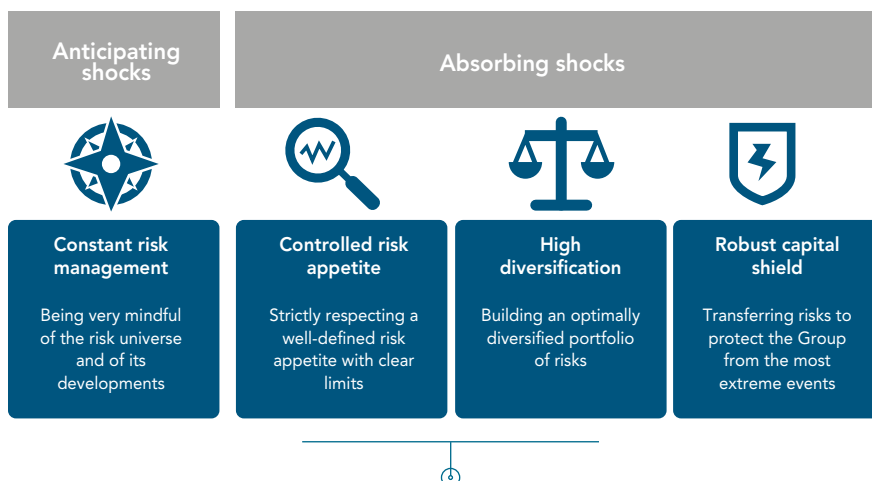 Anticipating
shocks
Absorbing shocks
Constant risk
management
Being very mindful
of the risk universe
and of its
developments
Controlled risk
appetite
Strictly respecting a
well-defined risk
appetite with clear
limits
High
diversification
Building an optimally
diversified portfolio
of risks
Robust capital
shield
Transferring risks to
protect the Group
from the most
extreme events